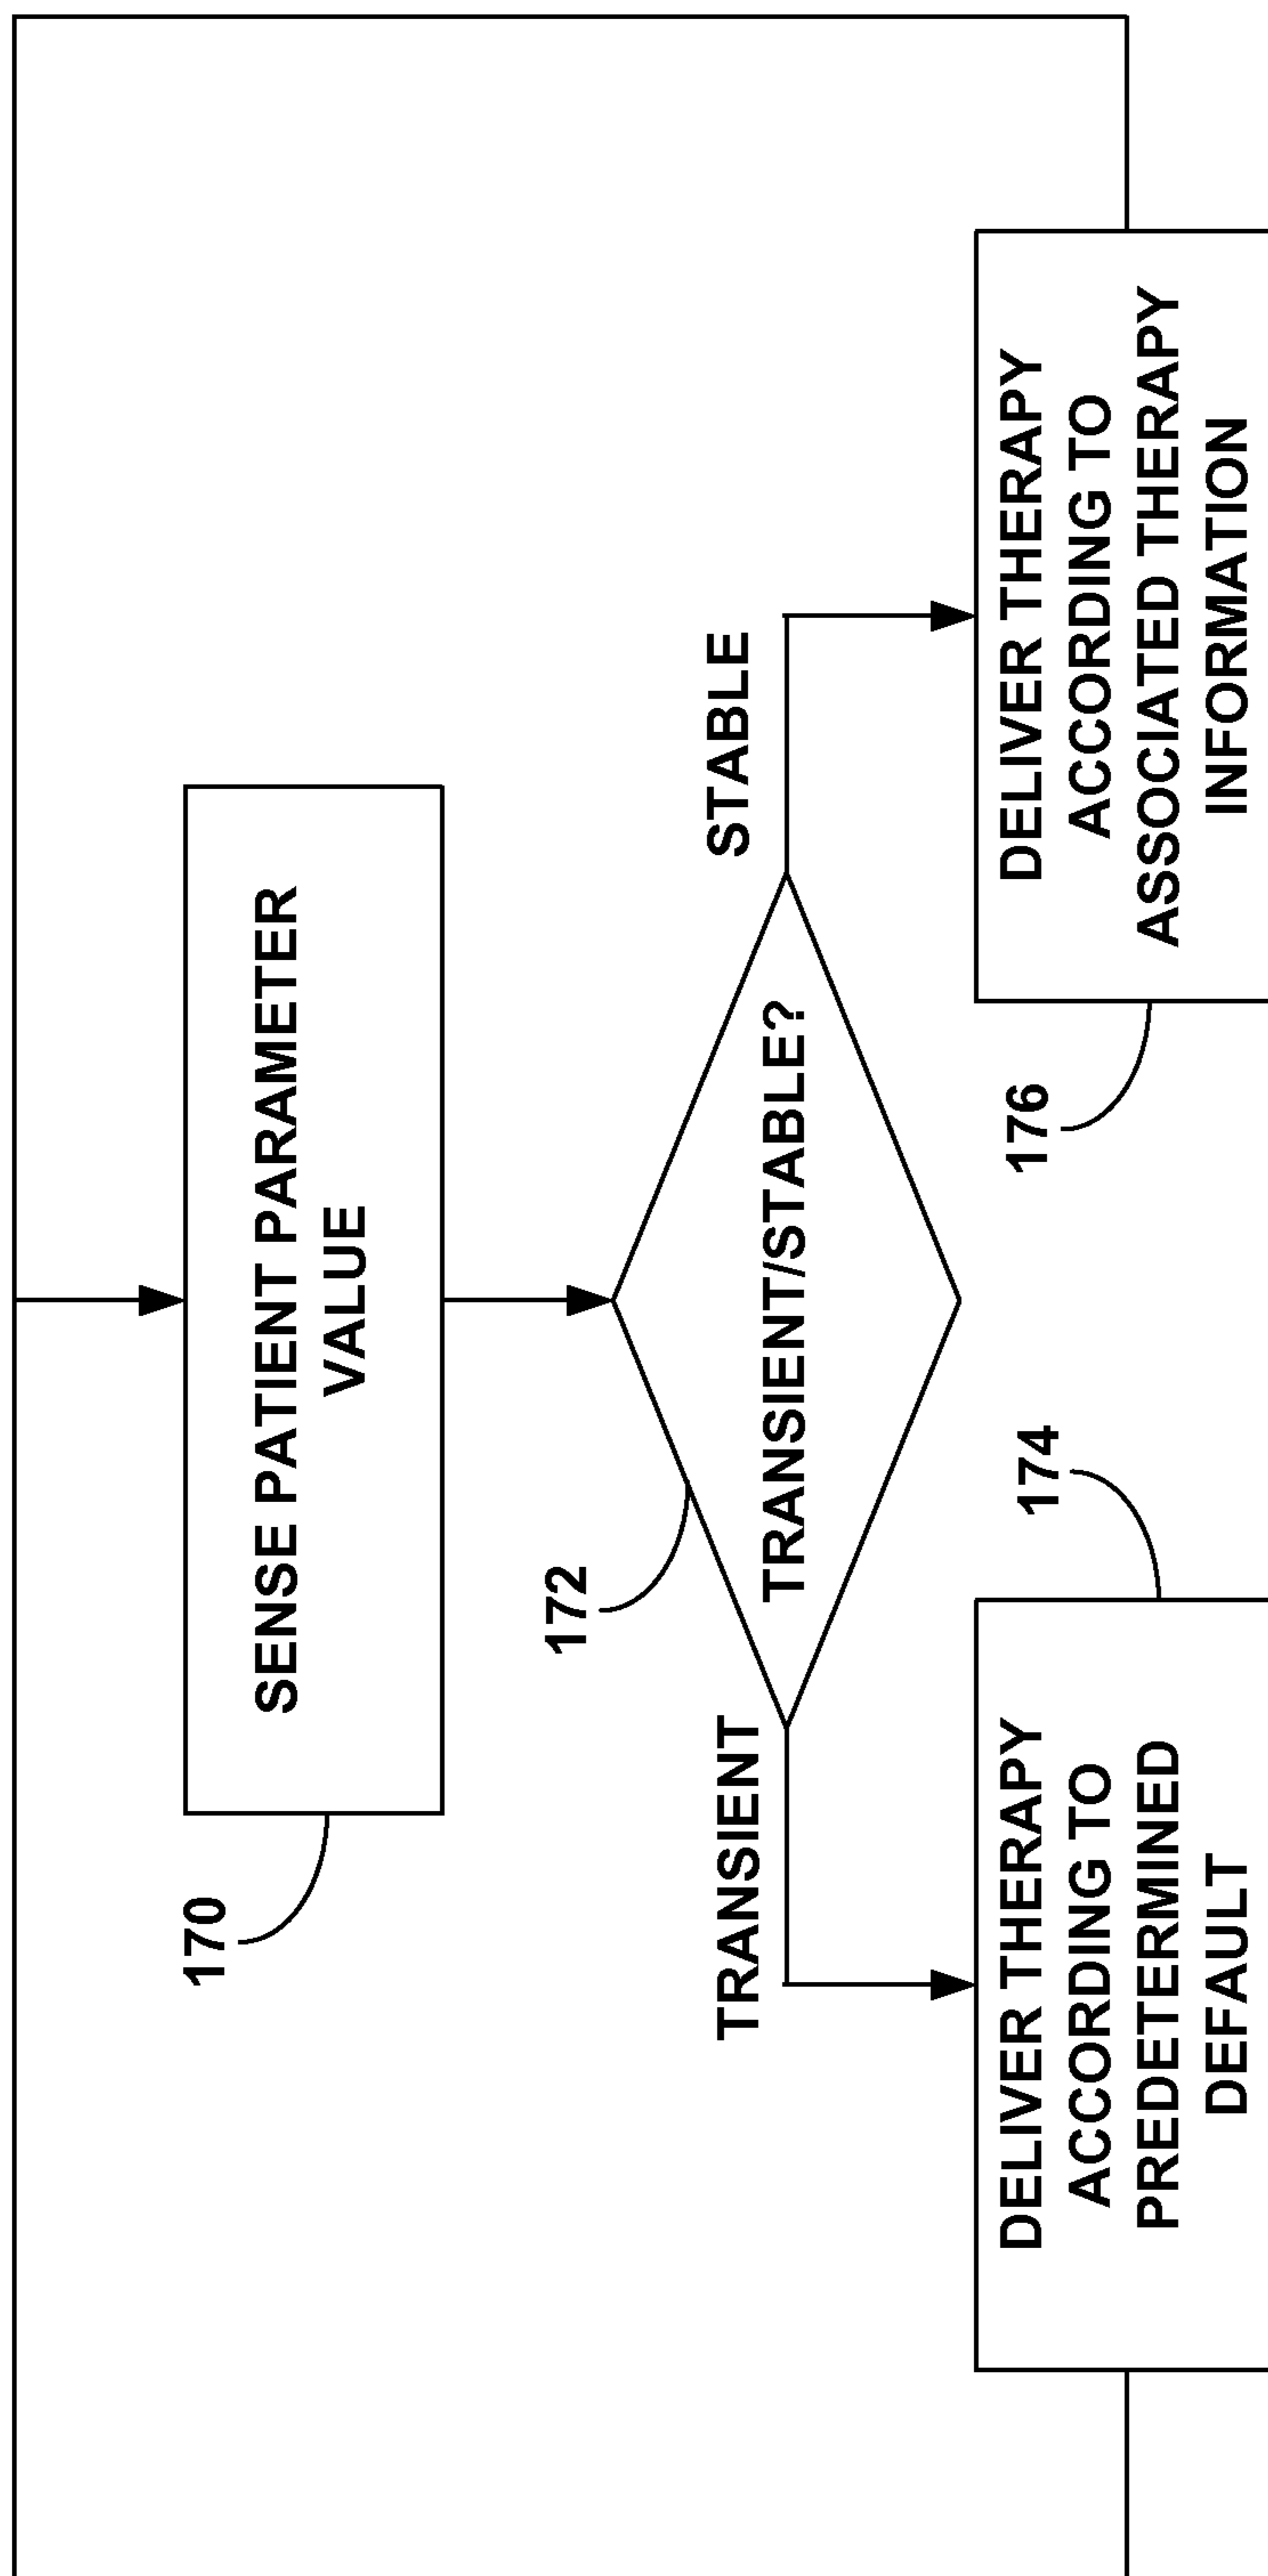 170
SENSE PATIENT PARAMETER
VALUE
172
TRANSIENT/STABLE?
TRANSIENT
STABLE
174
DELIVER THERAPY
ACCORDING TO
PREDETERMINED
DEFAULT
176
DELIVER THERAPY
ACCORDING TO
ASSOCIATED THERAPY
INFORMATION